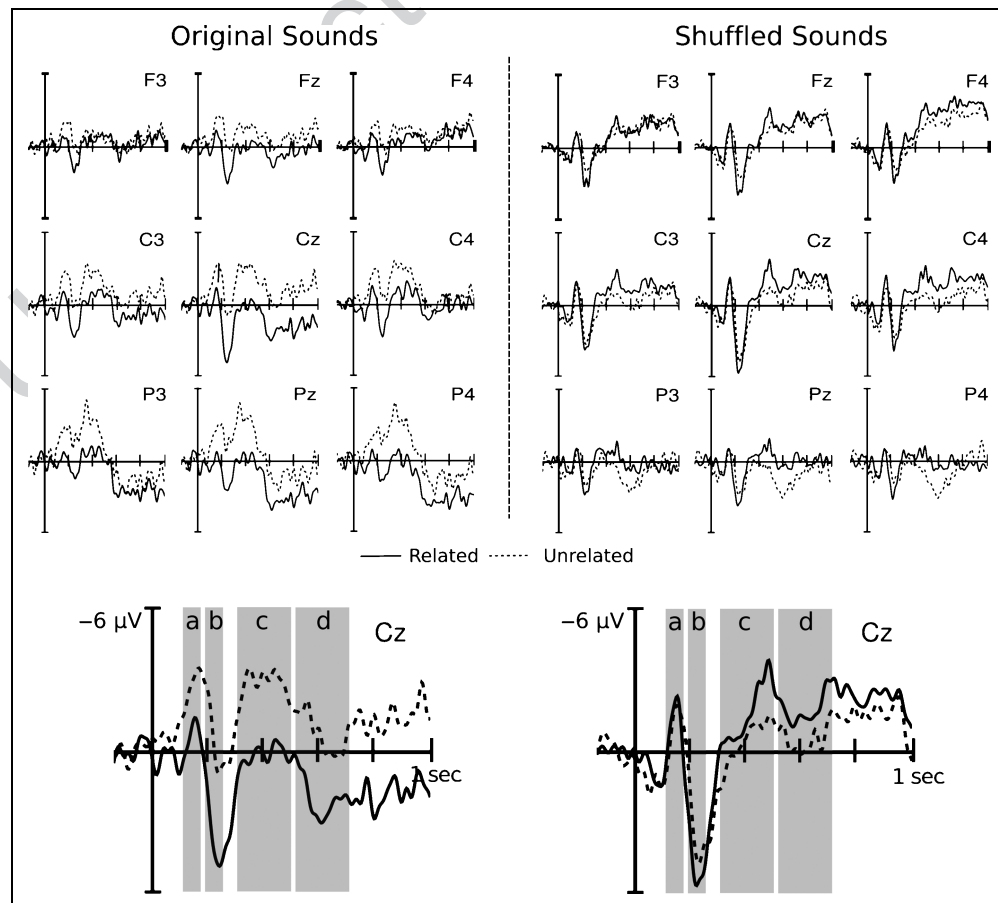 Original Sounds
Shuffled Sounds
F3
Fz
F4
F3
Fz
F4
C3
Cz
C4
C3
Cz
C4
P3
Pz
P4
P3
Pz
P4
Related
Unrelated
−6 μV
a b c d
Cz
1 sec
−6 μV
a b c d
Cz
1 sec